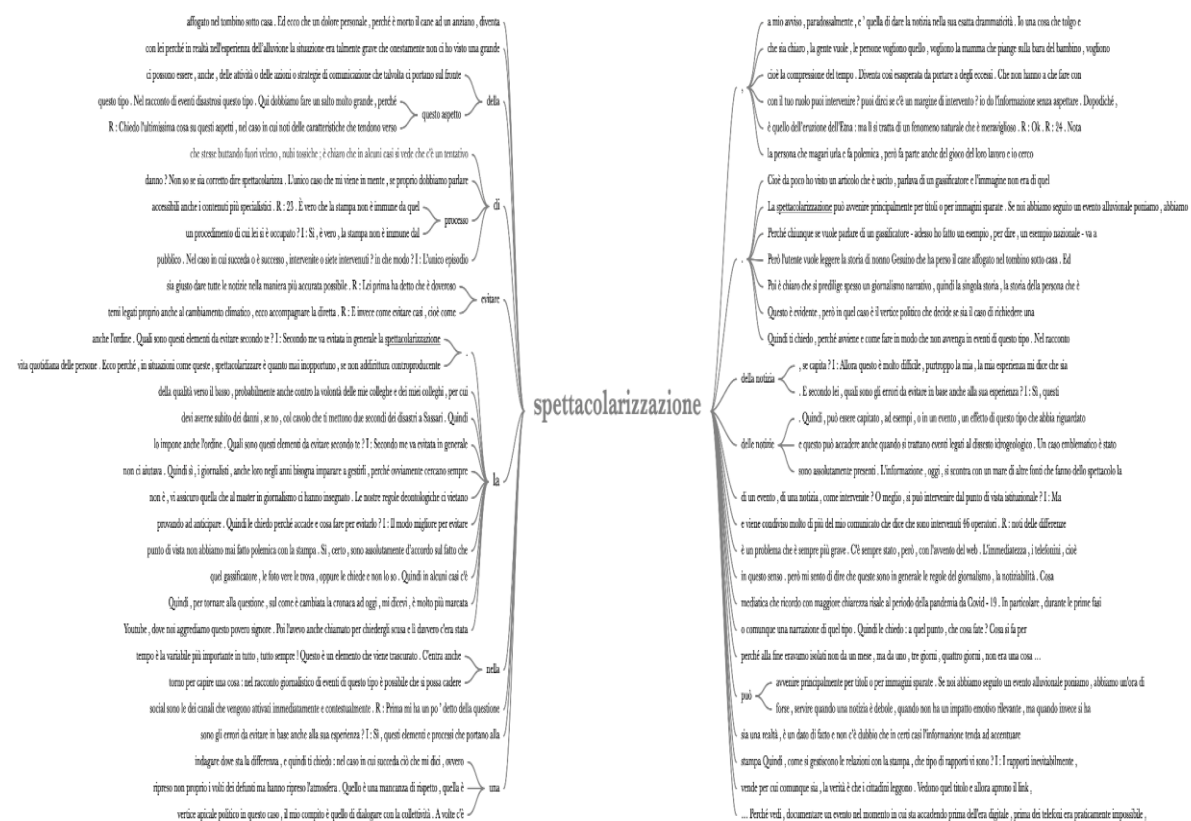 affogato nel tombino sotto casa . Ed ecco che un dolore personale , perché è morto il cane ad un anziano , diventa
con lei perché in realtà nell'esperienza dell'alluvione la situazione era talmente grave che onestamente non ci ho visto una grande
ci possono essere , anche , delle attività o delle azioni o strategie di comunicazione che talvolta ci portano sul fronte
della
questo tipo . Nel racconto di eventi disastrosi questo tipo . Qui dobbiamo fare un salto molto grande , perché
questo aspetto
R : Chiedo l'ultimissima cosa su questi aspetti , nel caso in cui noti delle caratteristiche che tendono verso
che stesse buttando fuori veleno , nubi tossiche ; è chiaro che in alcuni casi si vede che c'è un tentativo
danno ? Non so se sia corretto dire spettacolarizza . L'unico caso che mi viene in mente , se proprio dobbiamo parlare
di
accessibili anche i contenuti più specialistici . R : 23 . È vero che la stampa non è immune da quel
processo
un procedimento di cui lei si è occupato ? I : Sì , è vero , la stampa non è immune dal
pubblico . Nel caso in cui succeda o è successo , intervenite o siete intervenuti ? in che modo ? I : L'unico episodio
sia giusto dare tutte le notizie nella maniera più accurata possibile . R : Lei prima ha detto che è doveroso
evitare
temi legati proprio anche al cambiamento climatico , ecco accompagnare la diretta . R : E invece come evitare casi , cioè come
anche l'ordine . Quali sono questi elementi da evitare secondo te ? I : Secondo me va evitata in generale la spettacolarizzazione
.
vita quotidiana delle persone . Ecco perché , in situazioni come queste , spettacolarizzare è quanto mai inopportuno , se non addirittura controproducente
della qualità verso il basso , probabilmente anche contro la volontà delle mie colleghe e dei miei colleghi , per cui
devi averne subito dei danni , se no , col cavolo che ti mettono due secondi dei disastri a Sassari . Quindi
lo impone anche l'ordine . Quali sono questi elementi da evitare secondo te ? I : Secondo me va evitata in generale
non ci aiutava . Quindi sì , i giornalisti , anche loro negli anni bisogna imparare a gestirli , perché ovviamente cercano sempre
la
non è , vi assicuro quella che al master in giornalismo ci hanno insegnato . Le nostre regole deontologiche ci vietano
provando ad anticipare . Quindi le chiedo perché accade e cosa fare per evitarlo ? I : Il modo migliore per evitare
punto di vista non abbiamo mai fatto polemica con la stampa . Sì , certo , sono assolutamente d'accordo sul fatto che
quel gassificatore , le foto vere le trova , oppure le chiede e non lo so . Quindi in alcuni casi c'è
Quindi , per tornare alla questione , sul come è cambiata la cronaca ad oggi , mi dicevi , è molto più marcata
Youtube , dove noi aggrediamo questo povero signore . Poi l'avevo anche chiamato per chiedergli scusa e lì davvero c'era stata
tempo è la variabile più importante in tutto , tutto sempre ! Questo è un elemento che viene trascurato . C'entra anche
nella
torno per capire una cosa : nel racconto giornalistico di eventi di questo tipo è possibile che si possa cadere
social sono le dei canali che vengono attivati immediatamente e contestualmente . R : Prima mi ha un po ' detto della questione
sono gli errori da evitare in base anche alla sua esperienza ? I : Sì , questi elementi e processi che portano alla
indagare dove sta la differenza , e quindi ti chiedo : nel caso in cui succeda ciò che mi dici , ovvero
ripreso non proprio i volti dei defunti ma hanno ripreso l'atmosfera . Quello è una mancanza di rispetto , quella è
una
vertice apicale politico in questo caso , il mio compito è quello di dialogare con la collettività . A volte c'è
spettacolarizzazione
a mio avviso , paradossalmente , e ' quella di dare la notizia nella sua esatta drammaticità . Io una cosa che tolgo e
che sia chiaro , la gente vuole , le persone vogliono quello , vogliono la mamma che piange sulla bara del bambino , vogliono
cioè la compressione del tempo . Diventa così esasperata da portare a degli eccessi . Che non hanno a che fare con
,
con il tuo ruolo puoi intervenire ? puoi dirci se c'è un margine di intervento ? io do l'informazione senza aspettare . Dopodiché ,
è quello dell'eruzione dell'Etna : ma lì si tratta di un fenomeno naturale che è meraviglioso . R : Ok . R : 24 . Nota
la persona che magari urla e fa polemica , però fa parte anche del gioco del loro lavoro e io cerco
Cioè da poco ho visto un articolo che è uscito , parlava di un gassificatore e l'immagine non era di quel
La spettacolarizzazione può avvenire principalmente per titoli o per immagini sparate . Se noi abbiamo seguito un evento alluvionale poniamo , abbiamo
Perché chiunque se vuole parlare di un gassificatore - adesso ho fatto un esempio , per dire , un esempio nazionale - va a
.
Però l'utente vuole leggere la storia di nonno Gesuino che ha perso il cane affogato nel tombino sotto casa . Ed
Poi è chiaro che si predilige spesso un giornalismo narrativo , quindi la singola storia , la storia della persona che è
Questo è evidente , però in quel caso è il vertice politico che decide se sia il caso di richiedere una
Quindi ti chiedo , perché avviene e come fare in modo che non avvenga in eventi di questo tipo . Nel racconto
della notizia
, se capita ? I : Allora questo è molto difficile , purtroppo la mia , la mia esperienza mi dice che sia
. E secondo lei , quali sono gli errori da evitare in base anche alla sua esperienza ? I : Sì , questi
. Quindi , può essere capitato , ad esempi , o in un evento , un effetto di questo tipo che abbia riguardato
delle notizie
e questo può accadere anche quando si trattano eventi legati al dissesto idrogeologico . Un caso emblematico è stato
sono assolutamente presenti . L'informazione , oggi , si scontra con un mare di altre fonti che fanno dello spettacolo la
di un evento , di una notizia , come intervenite ? O meglio , si può intervenire dal punto di vista istituzionale ? I : Ma
e viene condiviso molto di più del mio comunicato che dice che sono intervenuti 46 operatori . R : noti delle differenze
è un problema che è sempre più grave . C'è sempre stato , però , con l'avvento del web . L'immediatezza , i telefonini , cioè
in questo senso . però mi sento di dire che queste sono in generale le regole del giornalismo , la notiziabilità . Cosa
mediatica che ricordo con maggiore chiarezza risale al periodo della pandemia da Covid - 19 . In particolare , durante le prime fasi
o comunque una narrazione di quel tipo . Quindi le chiedo : a quel punto , che cosa fate ? Cosa si fa per
perché alla fine eravamo isolati non da un mese , ma da uno , tre giorni , quattro giorni , non era una cosa ...
avvenire principalmente per titoli o per immagini sparate . Se noi abbiamo seguito un evento alluvionale poniamo , abbiamo un'ora di
può
forse , servire quando una notizia è debole , quando non ha un impatto emotivo rilevante , ma quando invece si ha
sia una realtà , è un dato di fatto e non c'è dubbio che in certi casi l'informazione tenda ad accentuare
stampa Quindi , come si gestiscono le relazioni con la stampa , che tipo di rapporti vi sono ? I : I rapporti inevitabilmente ,
vende per cui comunque sia , la verità è che i cittadini leggono . Vedono quel titolo e allora aprono il link ,
... Perché vedi , documentare un evento nel momento in cui sta accadendo prima dell'era digitale , prima dei telefoni era praticamente impossibile ,